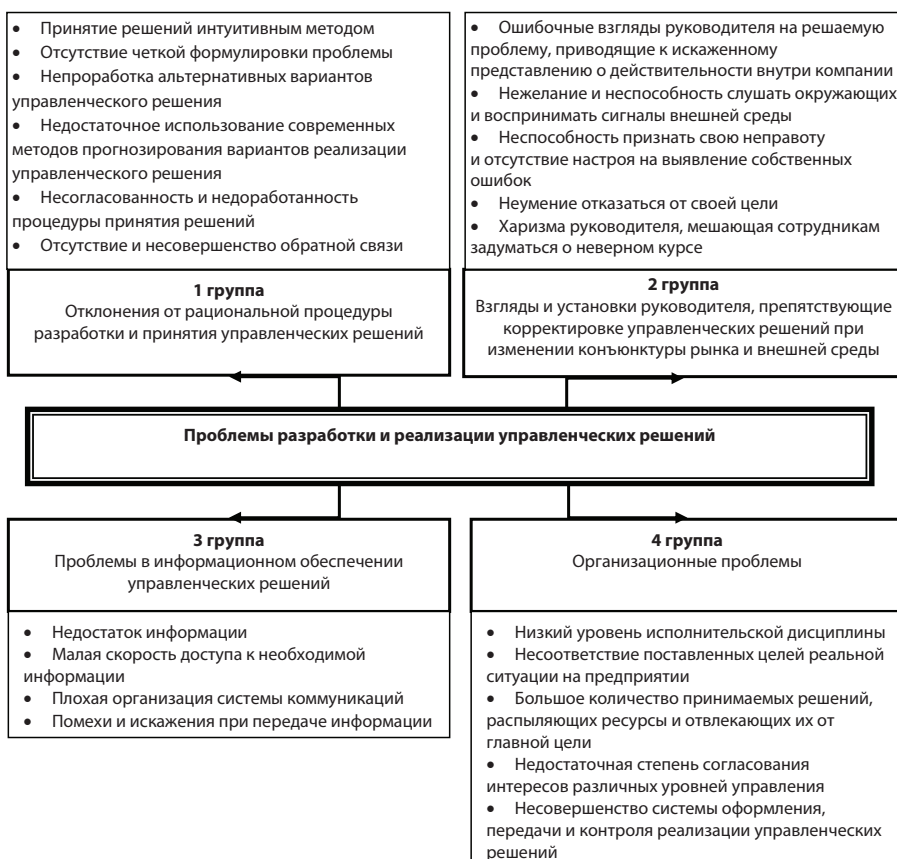 • Принятие решений интуитивным методом
• Отсутствие четкой формулировки проблемы
• Непроработка альтернативных вариантов
управленческого решения
• Недостаточное использование современных
методов прогнозирования вариантов реализации
управленческого решения
• Несогласованность и недоработанность
процедуры принятия решений
• Отсутствие и несовершенство обратной связи
1 группа
Отклонения от рациональной процедуры
разработки и принятия управленческих решений
• Ошибочные взгляды руководителя на решаемую
проблему, приводящие к искаженному
представлению о действительности внутри компании
• Нежелание и неспособность слушать окружающих
и воспринимать сигналы внешней среды
• Неспособность признать свою неправоту
и отсутствие настроя на выявление собственных
ошибок
• Неумение отказаться от своей цели
• Харизма руководителя, мешающая сотрудникам
задуматься о неверном курсе
2 группа
Взгляды и установки руководителя, препятствующие
корректировке управленческих решений при
изменении конъюнктуры рынка и внешней среды
Проблемы разработки и реализации управленческих решений
3 группа
Проблемы в информационном обеспечении
управленческих решений
• Недостаток информации
• Малая скорость доступа к необходимой
информации
• Плохая организация системы коммуникаций
• Помехи и искажения при передаче информации
4 группа
Организационные проблемы
• Низкий уровень исполнительской дисциплины
• Несоответствие поставленных целей реальной
ситуации на предприятии
• Большое количество принимаемых решений,
распыляющих ресурсы и отвлекающих их от
главной цели
• Недостаточная степень согласования
интересов различных уровней управления
• Несовершенство системы оформления,
передачи и контроля реализации управленческих
решений